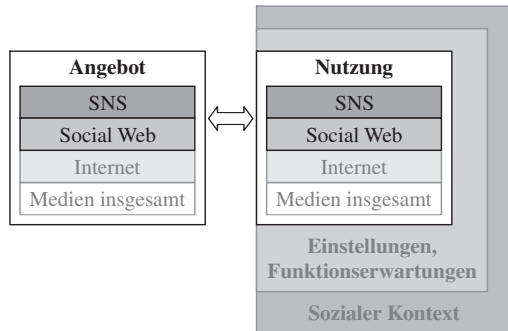 Angebot
SNS
Social Web
Internet
Medien insgesamt
Nutzung
SNS
Social Web
Internet
Medien insgesamt
Einstellungen,
Funktionserwartungen
Sozialer Kontext